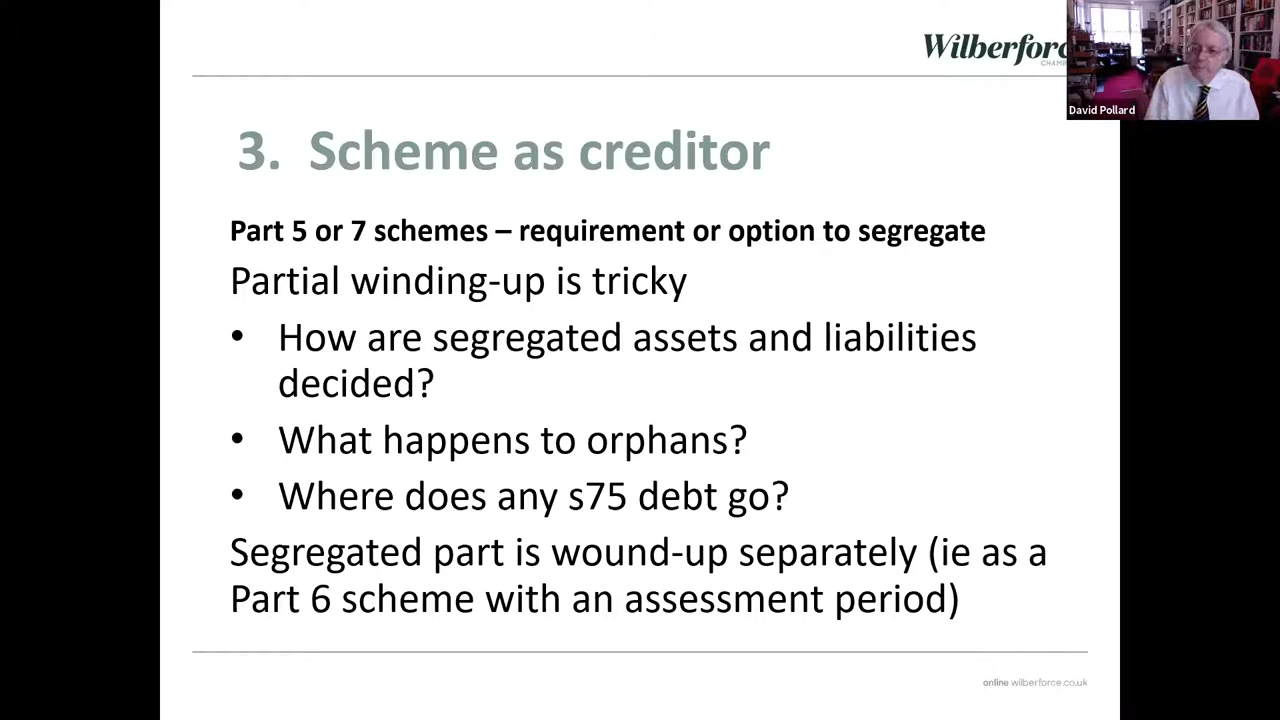 Wilberforce
CHAM
David Pollard
3. Scheme as creditor
Part 5 or 7 schemes – requirement or option to segregate
Partial winding-up is tricky
• How are segregated assets and liabilities
decided?
• What happens to orphans?
• Where does any s75 debt go?
Segregated part is wound-up separately (ie as a
Part 6 scheme with an assessment period)
online.wilberforce.co.uk